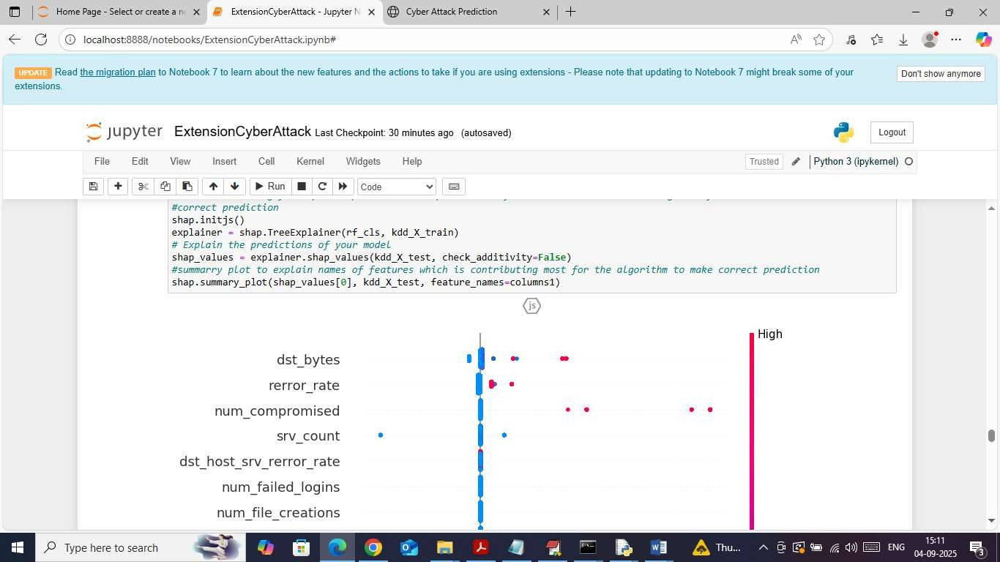 Home Page - Select or create a n
ExtensionCyberAttack - Jupyter N
Cyber Attack Prediction
localhost:8888/notebooks/ExtensionCyberAttack.ipynb#
UPDATE Read the migration plan to Notebook 7 to learn about the new features and the actions to take if you are using extensions - Please note that updating to Notebook 7 might break some of your
extensions.
Don't show anymore
jupyter ExtensionCyberAttack Last Checkpoint: 30 minutes ago (autosaved)
Logout
File Edit View Insert Cell Kernel Widgets Help
Trusted
Python 3 (ipykernel)
Run
Code
#correct prediction
shap.initjs()
explainer = shap.TreeExplainer(rf_cls, kdd_X_train)
# Explain the predictions of your model
shap_values = explainer.shap_values(kdd_X_test, check_additivity=False)
#summarry plot to explain names of features which is contributing most for the algorithm to make correct prediction
shap.summary_plot(shap_values[0], kdd_X_test, feature_names=columns1)
js
High
dst_bytes
rerror_rate
num_compromised
srv_count
dst_host_srv_rerror_rate
num_failed_logins
num_file_creations
Type here to search
Thu...
ENG
15:11
04-09-2025
3